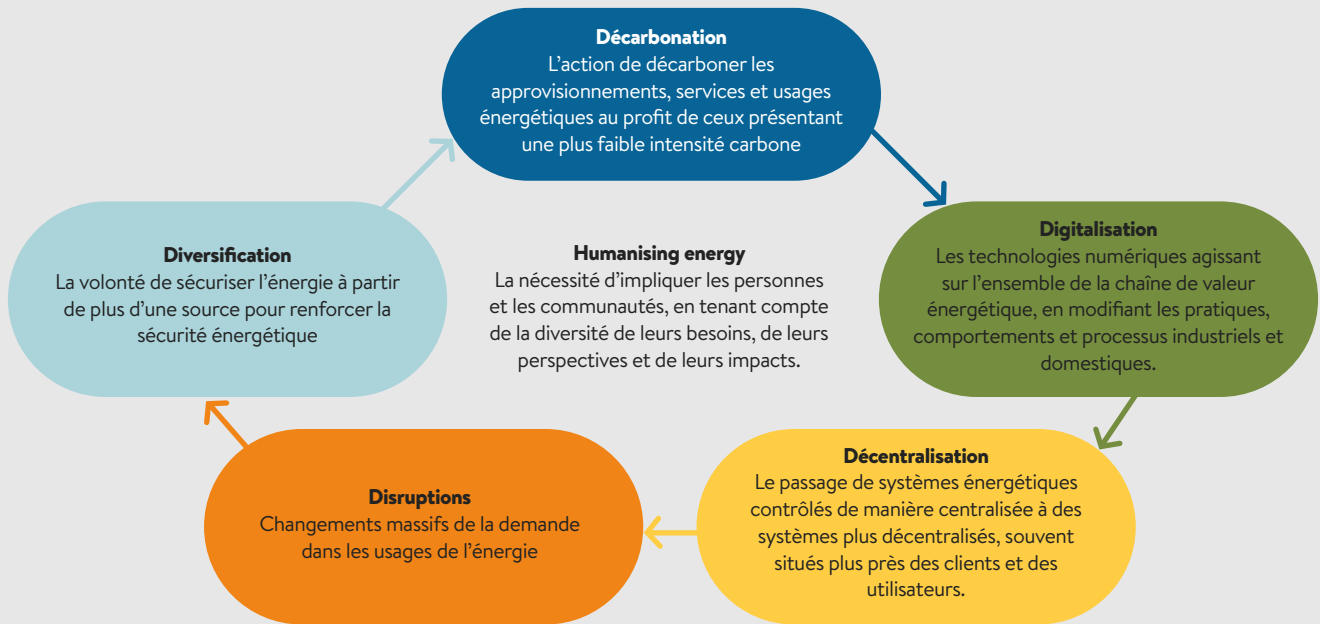 Décarbonation
L’action de décarboner les
approvisionnements, services et usages
énergétiques au profit de ceux présentant
une plus faible intensité carbone
Diversification
La volonté de sécuriser l’énergie à partir
de plus d’une source pour renforcer la
sécurité énergétique
Humanising energy
La nécessité d’impliquer les personnes
et les communautés, en tenant compte
de la diversité de leurs besoins, de leurs
perspectives et de leurs impacts.
Digitalisation
Les technologies numériques agissant
sur l’ensemble de la chaîne de valeur
énergétique, en modifiant les pratiques,
comportements et processus industriels et
domestiques.
Disruptions
Changements massifs de la demande
dans les usages de l’énergie
Décentralisation
Le passage de systèmes énergétiques
contrôlés de manière centralisée à des
systèmes plus décentralisés, souvent
situés plus près des clients et des
utilisateurs.